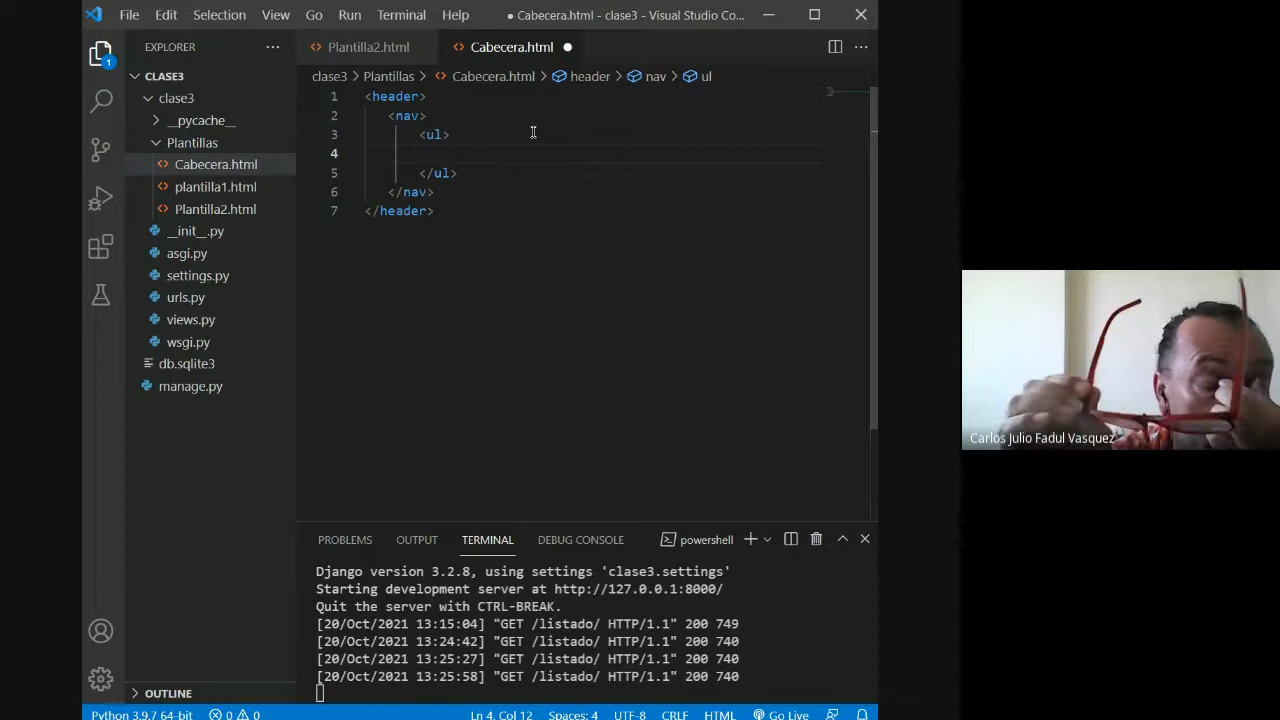 File Edit Selection View Go Run Terminal Help ● Cabecera.html - clase3 - Visual Studio Co...
EXPLORER
Plantilla2.html Cabecera.html
CLASE3
clase3 > Plantillas > Cabecera.html > header > nav > ul
clase3
__pycache__
Plantillas
Cabecera.html
plantilla1.html
Plantilla2.html
__init__.py
asgi.py
settings.py
urls.py
views.py
wsgi.py
db.sqlite3
manage.py
1 <header>
2 <nav>
3 <ul>
4
5 </ul>
6 </nav>
7 </header>
Carlos Julio Fadul Vasquez
PROBLEMS OUTPUT TERMINAL DEBUG CONSOLE powershell
Django version 3.2.8, using settings 'clase3.settings'
Starting development server at http://127.0.0.1:8000/
Quit the server with CTRL-BREAK.
[20/Oct/2021 13:15:04] "GET /listado/ HTTP/1.1" 200 749
[20/Oct/2021 13:24:42] "GET /listado/ HTTP/1.1" 200 740
[20/Oct/2021 13:25:27] "GET /listado/ HTTP/1.1" 200 740
[20/Oct/2021 13:25:58] "GET /listado/ HTTP/1.1" 200 740
OUTLINE
Python 3.9.7 64-bit 0 0 Ln 4, Col 12 Spaces: 4 UTF-8 CRLF HTML Go Live
1